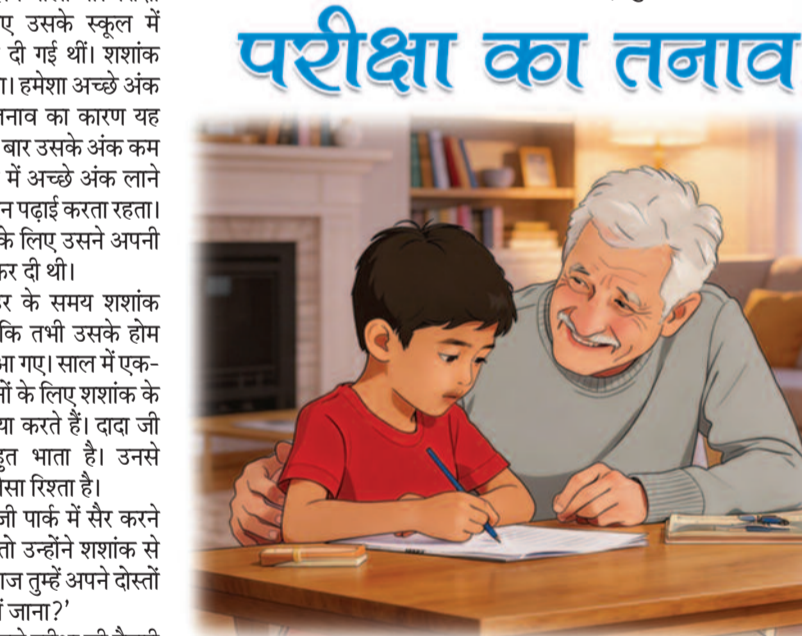 परीक्षा का तनाव
उसके स्कूल में
दी गई थीं। शशांक
हमेशा अच्छे अंक
का कारण यह
बार उसके अंक कम
में अच्छे अंक लाने
पढ़ाई करता रहता।
के लिए उसने अपनी
दी थी।
के समय शशांक
कि तभी उसके होम
गए। साल में एक-
के लिए शशांक के
करते हैं। दादा जी
भाता है। उनसे
रिश्ता है।
जी पार्क में सैर करने
तो उन्होंने शशांक से
तुम्हें अपने दोस्तों
जाना?’